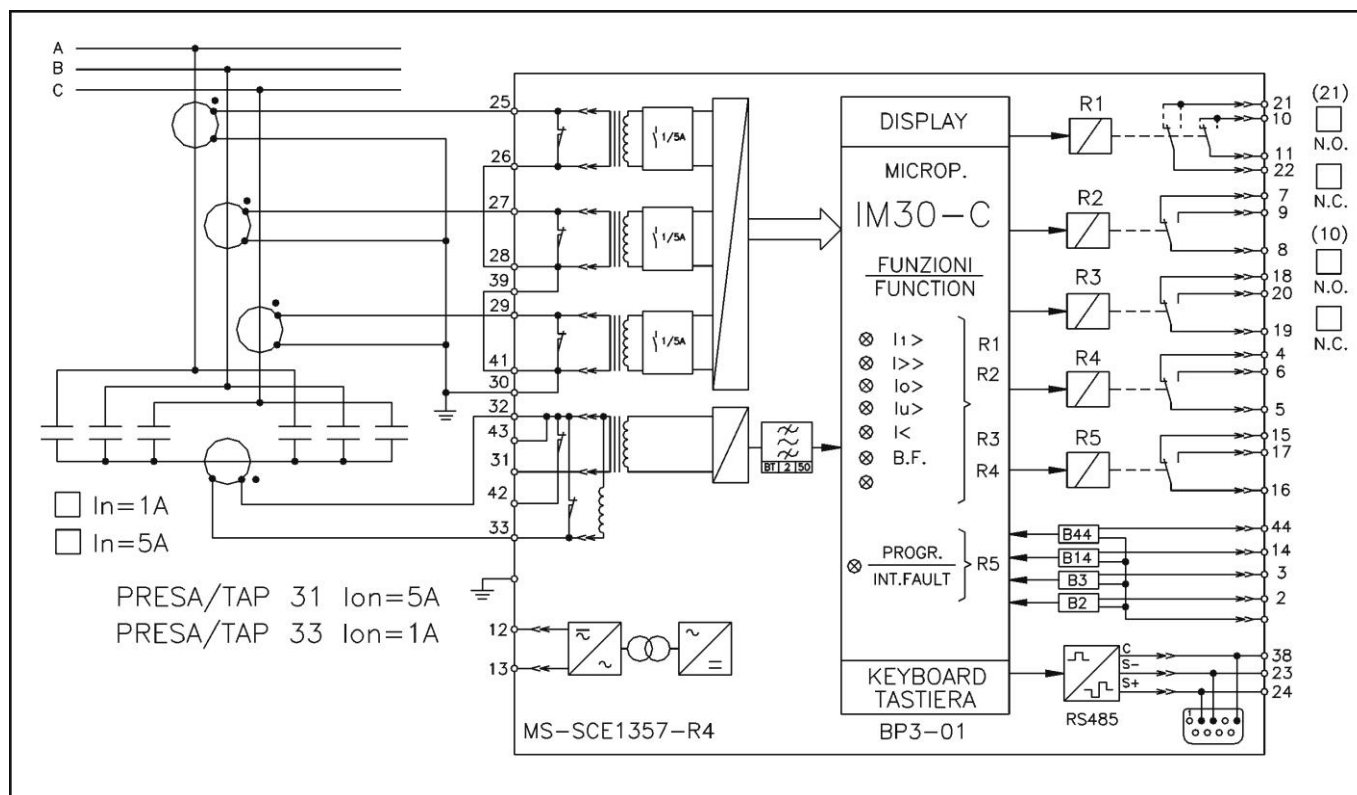 A
B
C
25
26
27
28
39
29
41
30
32
43
31
42
33
12
13
In=1A
In=5A
PRESA/TAP 31 Ion=5A
PRESA/TAP 33 Ion=1A
1/5A
1/5A
1/5A
BT 2 50
MS-SCE1357-R4
DISPLAY
MICROP.
IM30-C
FUNZIONI
FUNCTION
I1>
I>>
Io>
Iu>
I<
B.F.
R1
R2
R3
R4
PROGR.
INT.FAULT
R5
KEYBOARD
TASTIERA
BP3-01
R1
R2
R3
R4
R5
B44
B14
B3
B2
C
S-
S+
RS485
1
21
10
11
22
7
9
8
18
20
19
4
6
5
15
17
16
44
14
3
2
38
23
24
(21)
N.O.
N.C.
(10)
N.O.
N.C.